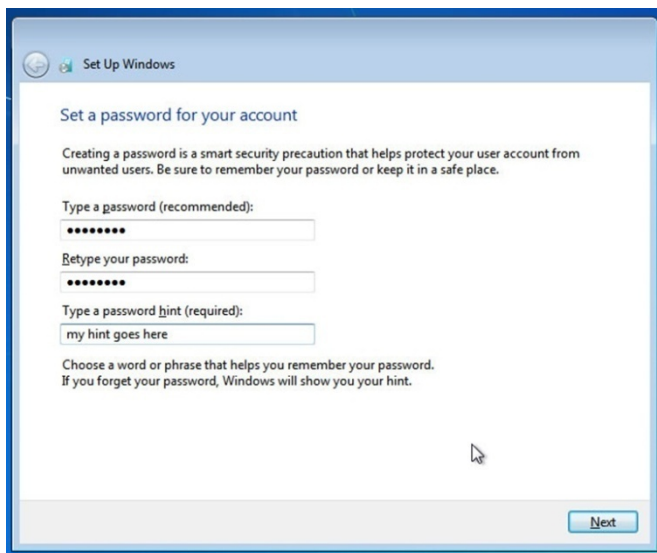 Set Up Windows
Set a password for your account
Creating a password is a smart security precaution that helps protect your user account from
unwanted users. Be sure to remember your password or keep it in a safe place.
Type a password (recommended):
••••••••
Retype your password:
••••••••
Type a password hint (required):
my hint goes here
Choose a word or phrase that helps you remember your password.
If you forget your password, Windows will show you your hint.
Next